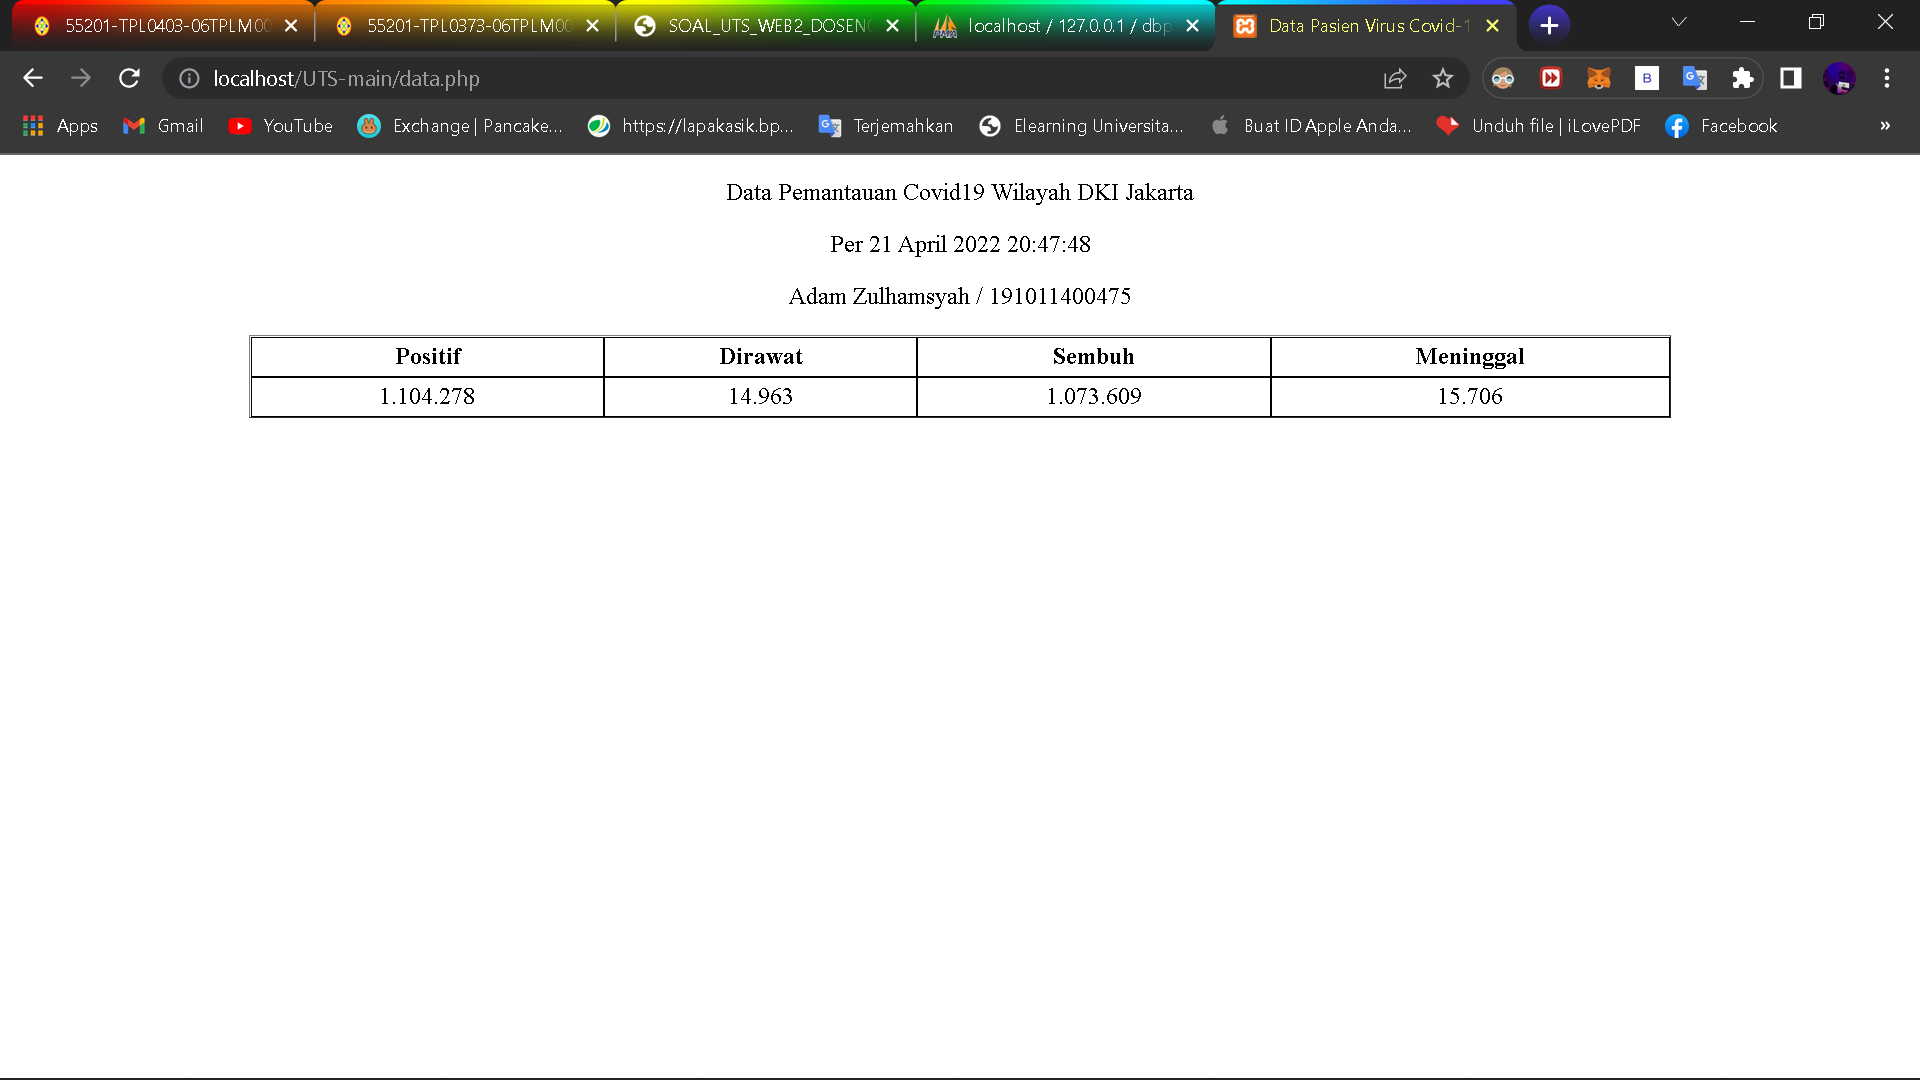 55201-TPL0403-06TPLM00 55201-TPL0373-06TPLM00 SOAL_UTS_WEB2_DOSEN localhost / 127.0.0.1 / dbp Data Pasien Virus Covid-1
localhost/UTS-main/data.php
Apps Gmail YouTube Exchange | Pancake... https://lapakasik.bp... Terjemahkan Elearning Universita... Buat ID Apple Anda... Unduh file | iLovePDF Facebook »
Data Pemantauan Covid19 Wilayah DKI Jakarta
Per 21 April 2022 20:47:48
Adam Zulhamsyah / 191011400475
Positif Dirawat Sembuh Meninggal
1.104.278 14.963 1.073.609 15.706